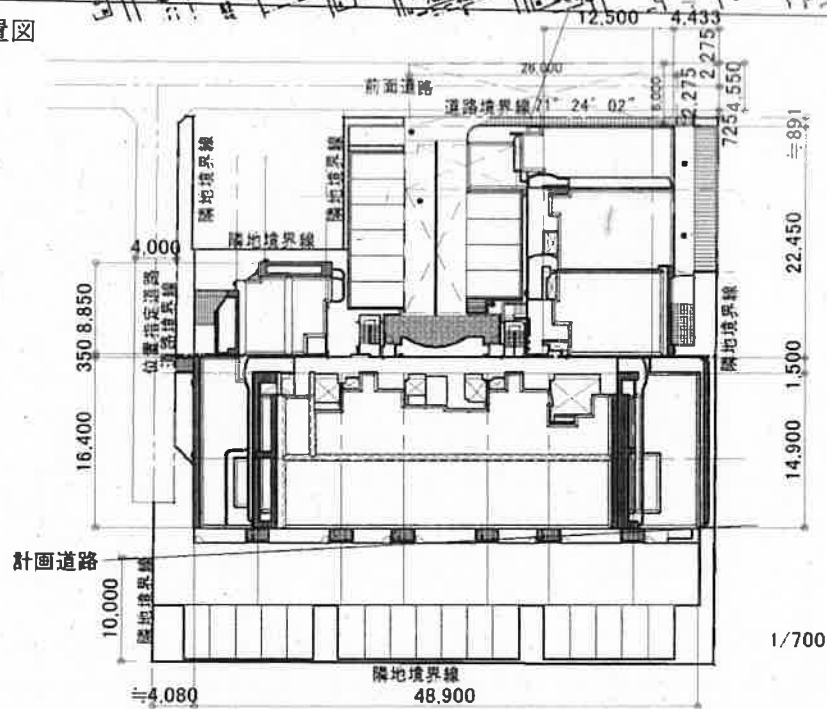 置図
12,500 4,433
26,000
6,000
2,275
2,275
725
4,550
≒891
前面道路
道路境界線
71° 24′ 02″
隣地境界線
隣地境界線
隣地境界線
4,000
8,850
350
16,400
位置指定道路
道路境界線
22,450
隣地境界線
1,500
14,900
計画道路
10,000
隣地境界線
1/700
隣地境界線
≒4,080
48,900